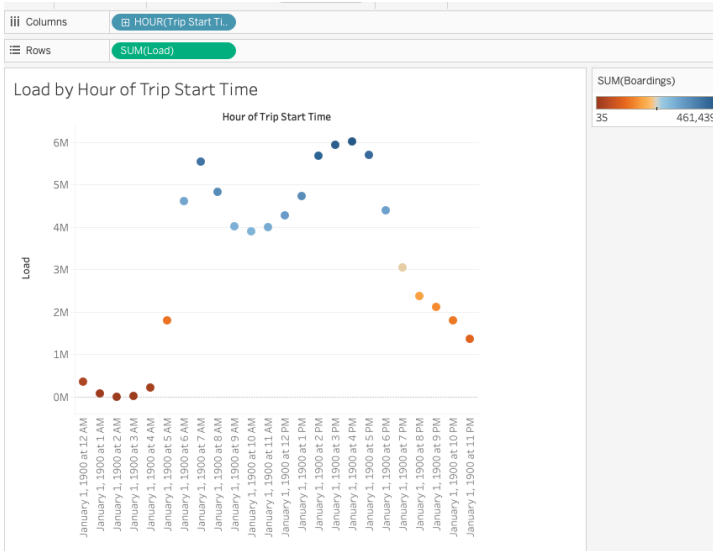 Columns
HOUR(Trip Start Ti..
Rows
SUM(Load)
Load by Hour of Trip Start Time
SUM(Boardings)
35 461,439
Hour of Trip Start Time
6M
5M
4M
3M
2M
1M
0M
Load
January 1, 1900 at 12 AM
January 1, 1900 at 1 AM
January 1, 1900 at 2 AM
January 1, 1900 at 3 AM
January 1, 1900 at 4 AM
January 1, 1900 at 5 AM
January 1, 1900 at 6 AM
January 1, 1900 at 7 AM
January 1, 1900 at 8 AM
January 1, 1900 at 9 AM
January 1, 1900 at 10 AM
January 1, 1900 at 11 AM
January 1, 1900 at 12 PM
January 1, 1900 at 1 PM
January 1, 1900 at 2 PM
January 1, 1900 at 3 PM
January 1, 1900 at 4 PM
January 1, 1900 at 5 PM
January 1, 1900 at 6 PM
January 1, 1900 at 7 PM
January 1, 1900 at 8 PM
January 1, 1900 at 9 PM
January 1, 1900 at 10 PM
January 1, 1900 at 11 PM